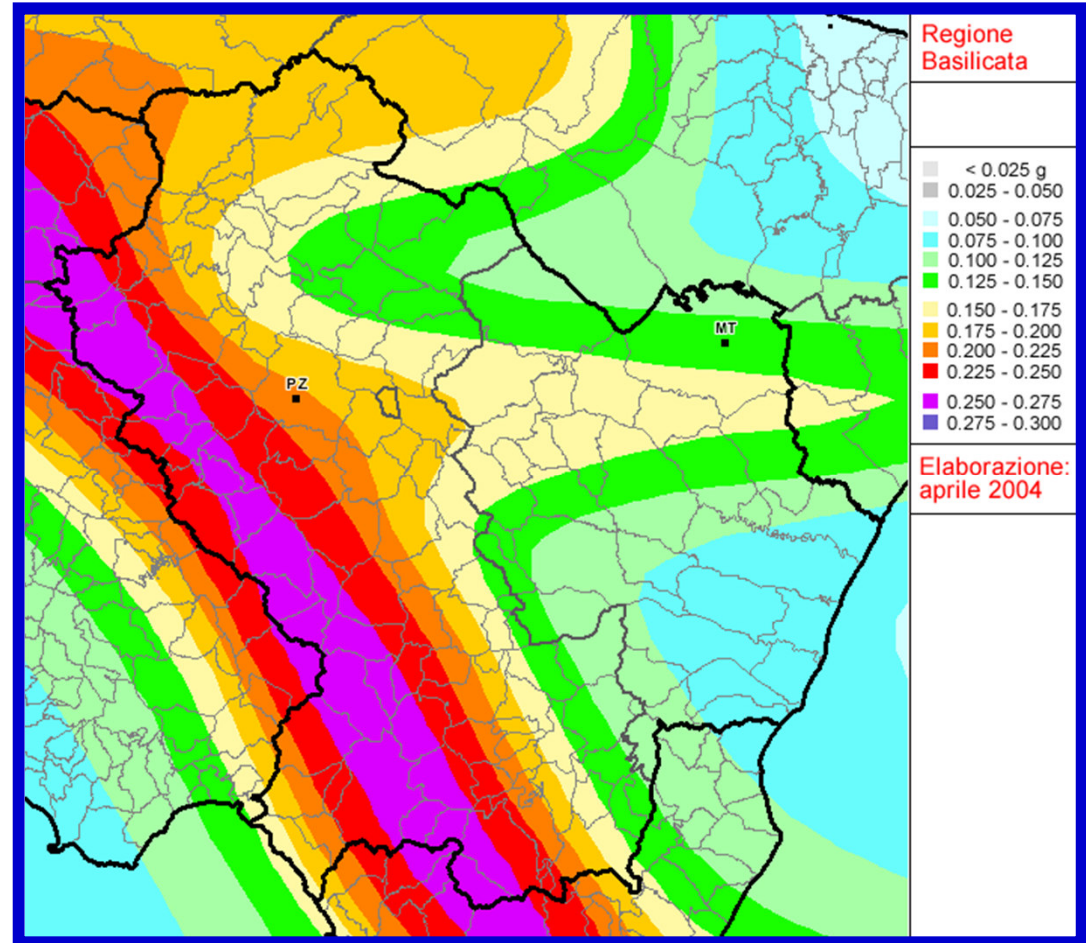 Regione
Basilicata
< 0.025 g
0.025 - 0.050
0.050 - 0.075
0.075 - 0.100
0.100 - 0.125
0.125 - 0.150
0.150 - 0.175
0.175 - 0.200
0.200 - 0.225
0.225 - 0.250
0.250 - 0.275
0.275 - 0.300
Elaborazione:
aprile 2004
MT
PZ